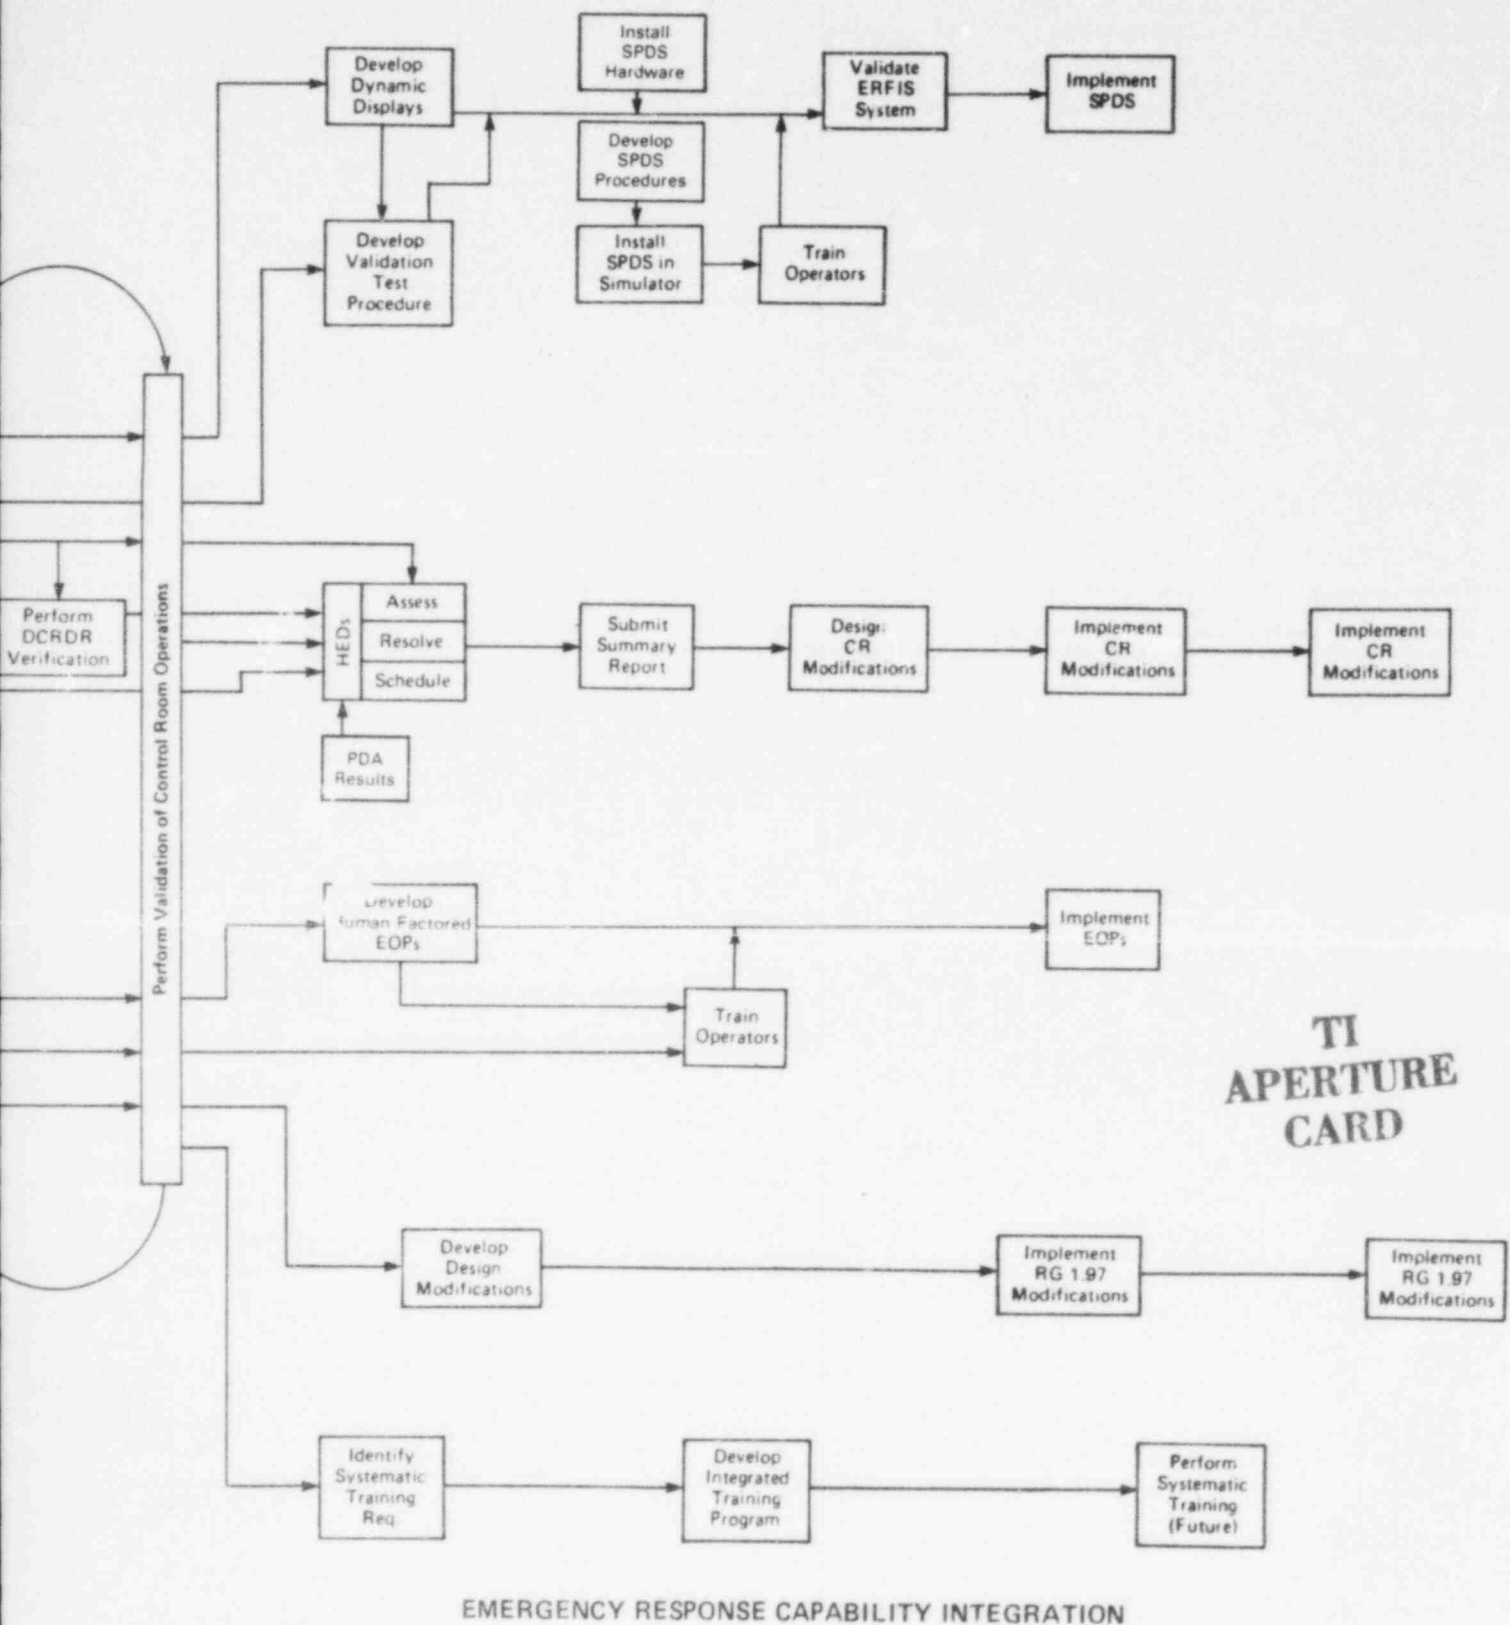 Install
SPDS
Hardware
Develop
Dynamic
Displays
Validate
ERFIS
System
Implement
SPDS
Develop
SPDS
Procedures
Develop
Validation
Test
Procedure
Install
SPDS in
Simulator
Train
Operators
Perform Validation of Control Room Operations
Perform
DCRDR
Verification
HEDs
Assess
Resolve
Schedule
Submit
Summary
Report
Design
CR
Modifications
Implement
CR
Modifications
Implement
CR
Modifications
PDA
Results
Develop
Human Factored
EOPs
Implement
EOPs
Train
Operators
TI
APERTURE
CARD
Develop
Design
Modifications
Implement
RG 1.97
Modifications
Implement
RG 1.97
Modifications
Identify
Systematic
Training
Req.
Develop
Integrated
Training
Program
Perform
Systematic
Training
(Future)
EMERGENCY RESPONSE CAPABILITY INTEGRATION